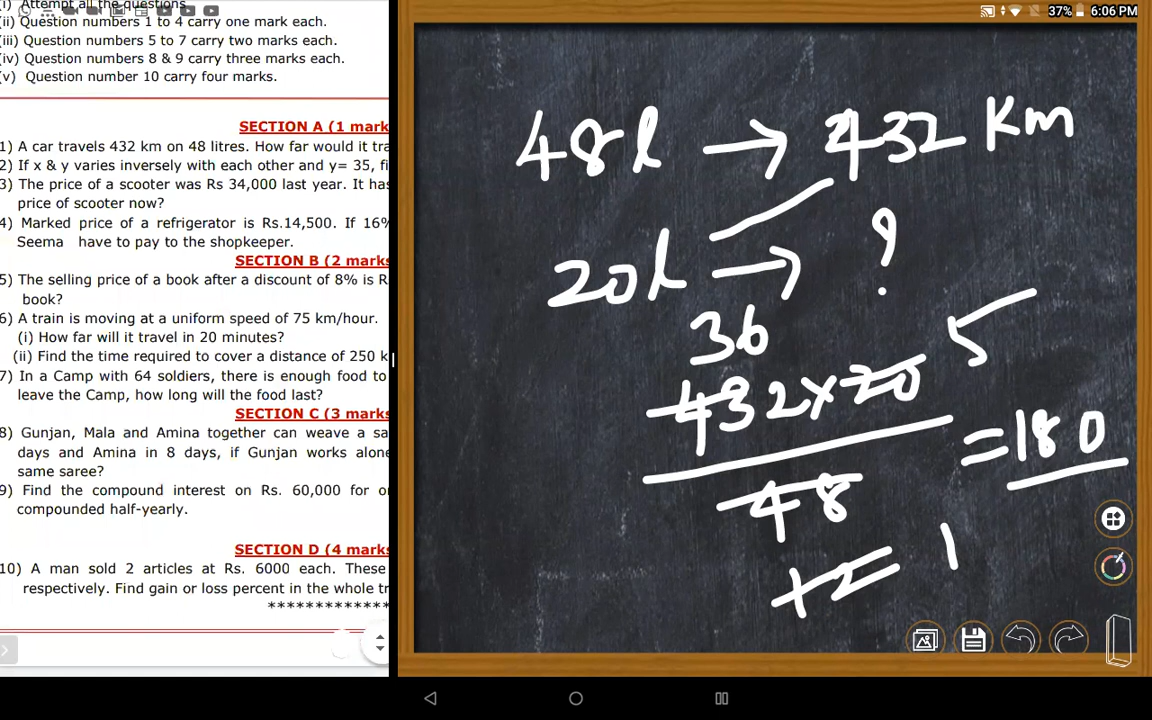 (i) Attempt all the questions
(ii) Question numbers 1 to 4 carry one mark each.
(iii) Question numbers 5 to 7 carry two marks each.
(iv) Question numbers 8 & 9 carry three marks each.
(v) Question number 10 carry four marks.
SECTION A (1 mark
1) A car travels 432 km on 48 litres. How far would it tra
2) If x & y varies inversely with each other and y= 35, fi
3) The price of a scooter was Rs 34,000 last year. It has
price of scooter now?
4) Marked price of a refrigerator is Rs.14,500. If 16%
Seema have to pay to the shopkeeper.
SECTION B (2 mark
5) The selling price of a book after a discount of 8% is R
book?
6) A train is moving at a uniform speed of 75 km/hour.
(i) How far will it travel in 20 minutes?
(ii) Find the time required to cover a distance of 250 k
7) In a Camp with 64 soldiers, there is enough food to
leave the Camp, how long will the food last?
SECTION C (3 mark
8) Gunjan, Mala and Amina together can weave a sa
days and Amina in 8 days, if Gunjan works alone
same saree?
9) Find the compound interest on Rs. 60,000 for o
compounded half-yearly.
SECTION D (4 marks
10) A man sold 2 articles at Rs. 6000 each. These
respectively. Find gain or loss percent in the whole tr
************
37% 6:06 PM
48l → 432 Km
20l → ?
36 5
432 x 20
= 180
48
12 1